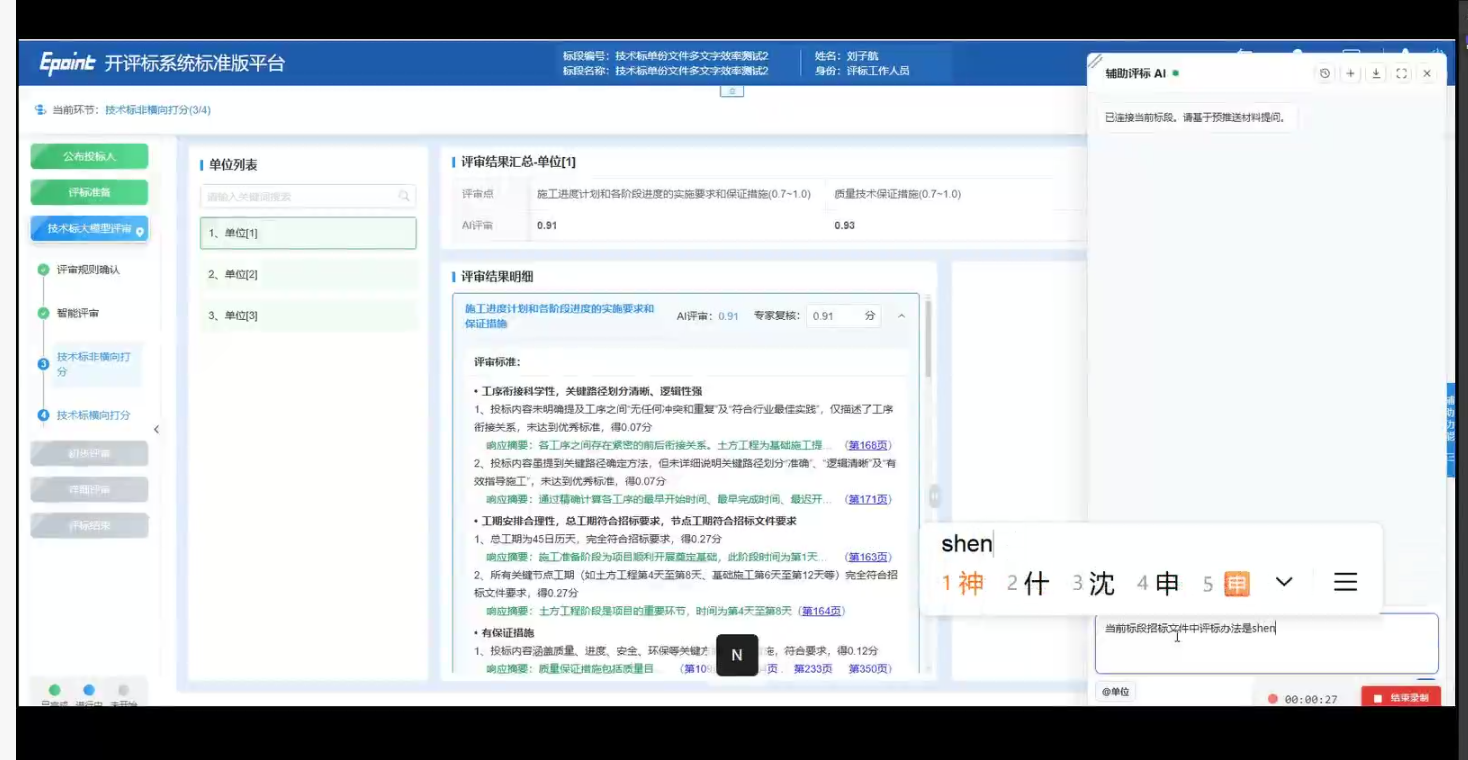 Epoint 开评标系统标准版平台
标段编号：技术标单份文件多文字效率测试2
标段名称：技术标单份文件多文字效率测试2
姓名：刘子航
身份：评标工作人员
当前环节：技术标非横向打分(3/4)
公布投标人
评标准备
技术标大模型评审
评审规则确认
智能评审
3 技术标非横向打分
4 技术标横向打分
初步评审
详细评审
评标结束
单位列表
请输入关键词搜索
1、单位[1]
2、单位[2]
3、单位[3]
评审结果汇总-单位[1]
评审点 施工进度计划和各阶段进度的实施要求和保证措施(0.7~1.0) 质量技术保证措施(0.7~1.0)
AI评审 0.91 0.93
评审结果明细
施工进度计划和各阶段进度的实施要求和
保证措施
AI评审：0.91 专家复核：0.91 分
评审标准：
• 工序衔接科学性，关键路径划分清晰、逻辑性强
1、投标内容未明确提及工序之间“无任何冲突和重复”及“符合行业最佳实践”，仅描述了工序
衔接关系，未达到优秀标准，得0.07分
响应摘要：各工序之间存在紧密的前后衔接关系。土方工程为基础施工提... （第168页）
2、投标内容虽提到关键路径确定方法，但未详细说明关键路径划分“准确”、“逻辑清晰”及“有
效指导施工”，未达到优秀标准，得0.07分
响应摘要：通过精确计算各工序的最早开始时间、最早完成时间、最迟开... （第171页）
• 工期安排合理性，总工期符合招标要求，节点工期符合招标文件要求
1、总工期为45日历天，完全符合招标要求，得0.27分
响应摘要：施工准备阶段为项目顺利开展奠定基础，此阶段时间为第1天... （第163页）
2、所有关键节点工期（如土方工程第4天至第8天、基础施工第6天至第12天等）完全符合招
标文件要求，得0.27分
响应摘要：土方工程阶段是项目的重要环节，时间为第4天至第8天（第164页）
• 有保证措施
1、投标内容涵盖质量、进度、安全、环保等关键方 施，符合要求，得0.12分
响应摘要：质量保证措施包括质量目 （第10 页、 第233页 第350页）
N
辅助评标 AI
已连接当前标段。请基于预推送材料提问。
shen
1 神 2 什 3 沈 4 申 5 申
当前标段招标文件中评标办法是shen
@单位
00:00:27
结束录制